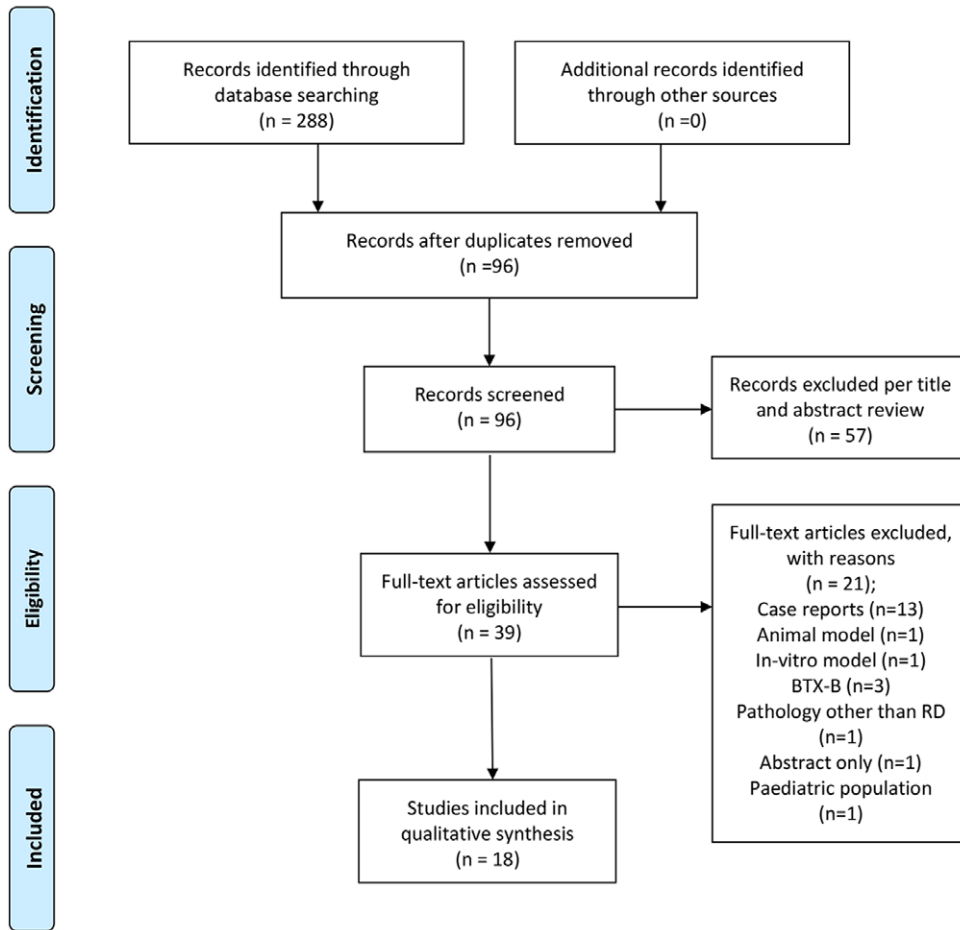 Identification
Records identified through
database searching
(n = 288)
Additional records identified
through other sources
(n =0)
Records after duplicates removed
(n =96)
Screening
Records screened
(n = 96)
Records excluded per title
and abstract review
(n = 57)
Eligibility
Full-text articles assessed
for eligibility
(n = 39)
Full-text articles excluded,
with reasons
(n = 21);
Case reports (n=13)
Animal model (n=1)
In-vitro model (n=1)
BTX-B (n=3)
Pathology other than RD
(n=1)
Abstract only (n=1)
Paediatric population
(n=1)
Included
Studies included in
qualitative synthesis
(n = 18)